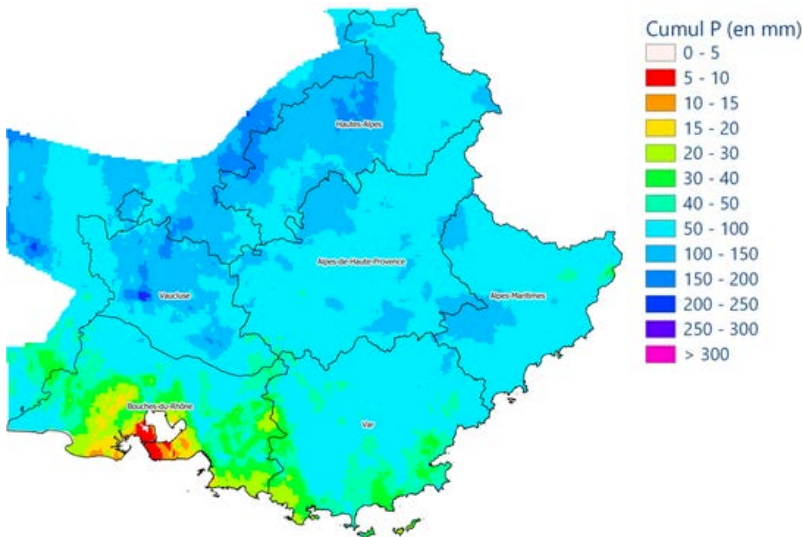 Cumul P (en mm)
0 - 5
5 - 10
10 - 15
15 - 20
20 - 30
30 - 40
40 - 50
50 - 100
100 - 150
150 - 200
200 - 250
250 - 300
> 300
Hautes-Alpes
Alpes-de-Haute-Provence
Vaucluse
Alpes-Maritimes
Bouches-du-Rhône
Var